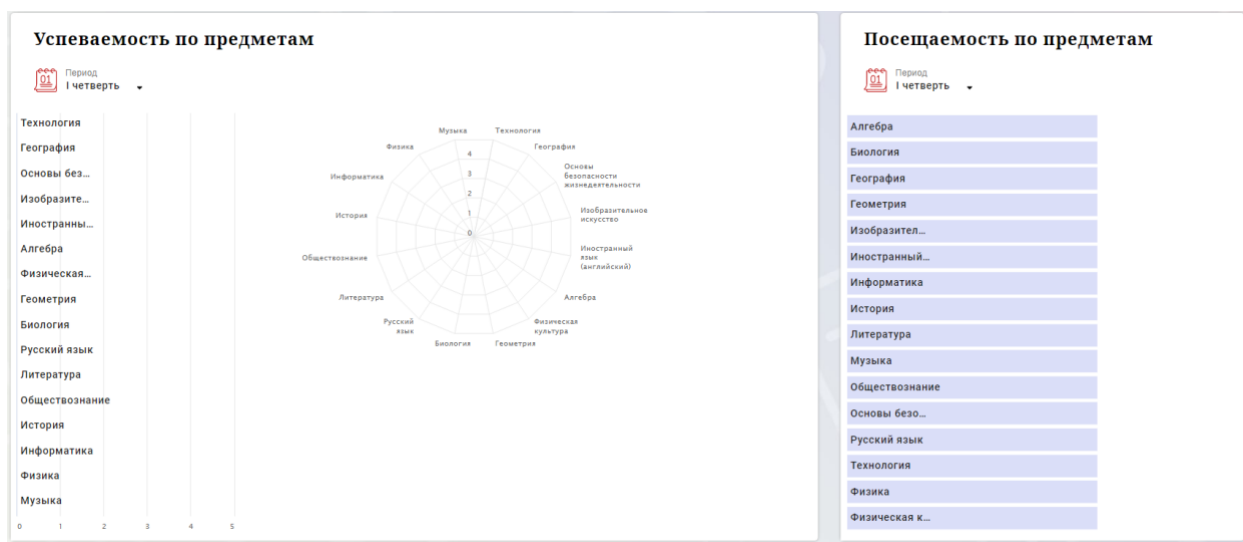 Успеваемость по предметам
Период
I четверть
Технология
География
Основы без...
Изобразите...
Иностранны...
Алгебра
Физическая...
Геометрия
Биология
Русский язык
Литература
Обществознание
История
Информатика
Физика
Музыка
0 1 2 3 4 5
Музыка
Технология
Физика
География
Информатика
Основы
безопасности
жизнедеятельности
История
Изобразительное
искусство
Обществознание
Иностранный
язык
(английский)
Литература
Алгебра
Русский
язык
Физическая
культура
Биология
Геометрия
4
3
2
1
0
Посещаемость по предметам
Период
I четверть
Алгебра
Биология
География
Геометрия
Изобразител...
Иностранный...
Информатика
История
Литература
Музыка
Обществознание
Основы безо...
Русский язык
Технология
Физика
Физическая к...
01
01